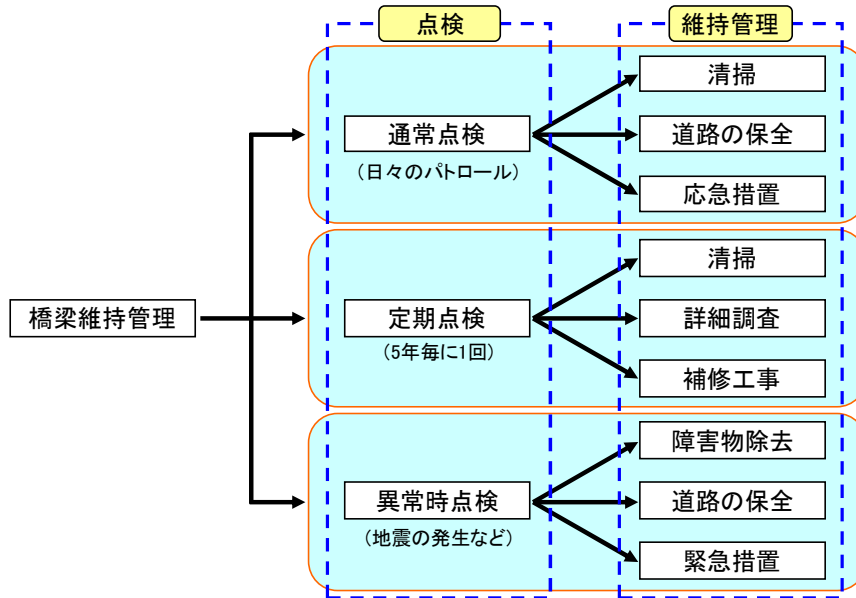 点検
維持管理
橋梁維持管理
通常点検
（日々のパトロール）
清掃
道路の保全
応急措置
定期点検
（5年毎に1回）
清掃
詳細調査
補修工事
異常時点検
（地震の発生など）
障害物除去
道路の保全
緊急措置